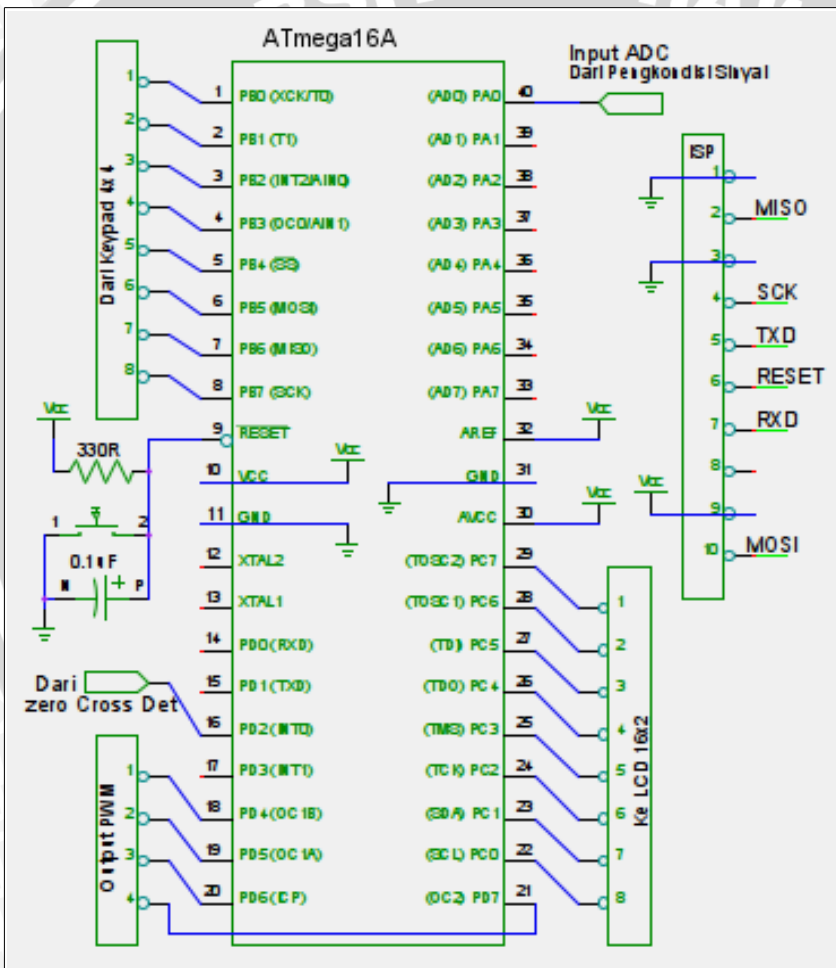 ATmega16A
Input ADC
Dari Pengkondisi Sinyal
Dari Keypad 4x4
1
2
3
4
5
6
7
8
1 PB0 (XCK/T0)
2 PB1 (T1)
3 PB2 (INT2/AIN0)
4 PB3 (OC0/AIN1)
5 PB4 (SS)
6 PB5 (MOSI)
7 PB6 (MISO)
8 PB7 (SCK)
9 RESET
10 VCC
11 GND
12 XTAL2
13 XTAL1
14 PD0(RXD)
15 PD1(TXD)
16 PD2(INT0)
17 PD3(INT1)
18 PD4(OC1B)
19 PD5(OC1A)
20 PD6(ICP)
(AD0) PA0 40
(AD1) PA1 39
(AD2) PA2 38
(AD3) PA3 37
(AD4) PA4 36
(AD5) PA5 35
(AD6) PA6 34
(AD7) PA7 33
AREF 32
GND 31
AVCC 30
(TOSC2) PC7 29
(TOSC1) PC6 28
(TDI) PC5 27
(TDO) PC4 26
(TMS) PC3 25
(TCK) PC2 24
(SDA) PC1 23
(SCL) PC0 22
(OC2) PD7 21
Vcc
330R
1 2
0.1uF
N + P
Vcc
Vcc
Vcc
Vcc
Dari
zero Cross Det
Output PWM
1
2
3
4
ISP
1
2 MISO
3
4 SCK
5 TXD
6 RESET
7 RXD
8
9
10 MOSI
Ke LCD 16x2
1
2
3
4
5
6
7
8